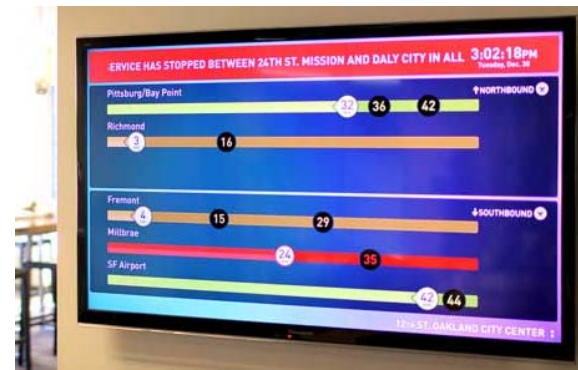 ERVICE HAS STOPPED BETWEEN 24TH ST. MISSION AND DALY CITY IN ALL
3:02:18PM
Tuesday, Dec. 30
Pittsburg/Bay Point
↑NORTHBOUND
32 36 42
Richmond
3 16
Fremont
↓SOUTHBOUND
4 15 29
Millbrae
24 35
SF Airport
42 44
ST. OAKLAND CITY CENTER